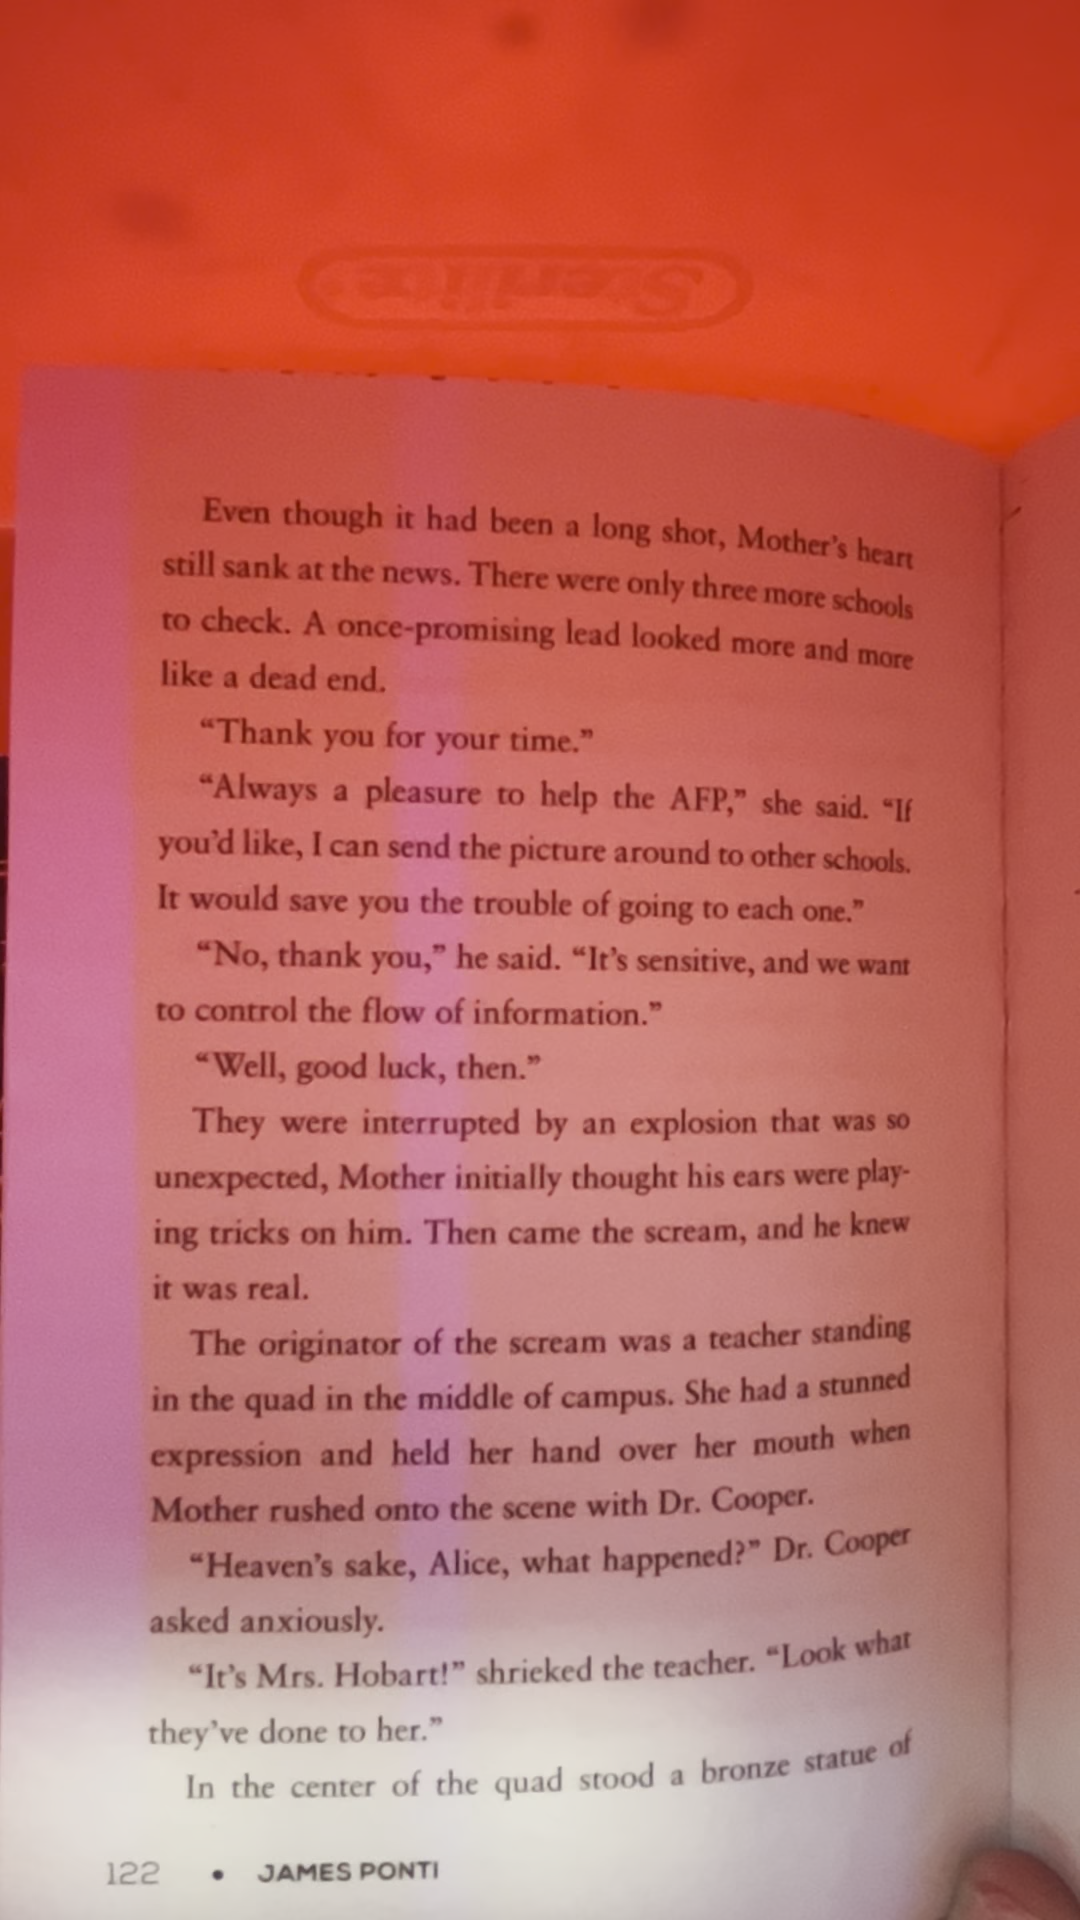 Sterilite
Even though it had been a long shot, Mother's heart
still sank at the news. There were only three more schools
to check. A once-promising lead looked more and more
like a dead end.
“Thank you for your time.”
“Always a pleasure to help the AFP,” she said. “If
you'd like, I can send the picture around to other schools.
It would save you the trouble of going to each one.”
“No, thank you,” he said. “It's sensitive, and we want
to control the flow of information.”
“Well, good luck, then.”
They were interrupted by an explosion that was so
unexpected, Mother initially thought his ears were play-
ing tricks on him. Then came the scream, and he knew
it was real.
The originator of the scream was a teacher standing
in the quad in the middle of campus. She had a stunned
expression and held her hand over her mouth when
Mother rushed onto the scene with Dr. Cooper.
“Heaven's sake, Alice, what happened?” Dr. Cooper
asked anxiously.
“It's Mrs. Hobart!” shrieked the teacher. “Look what
they've done to her.”
In the center of the quad stood a bronze statue of
122 • JAMES PONTI